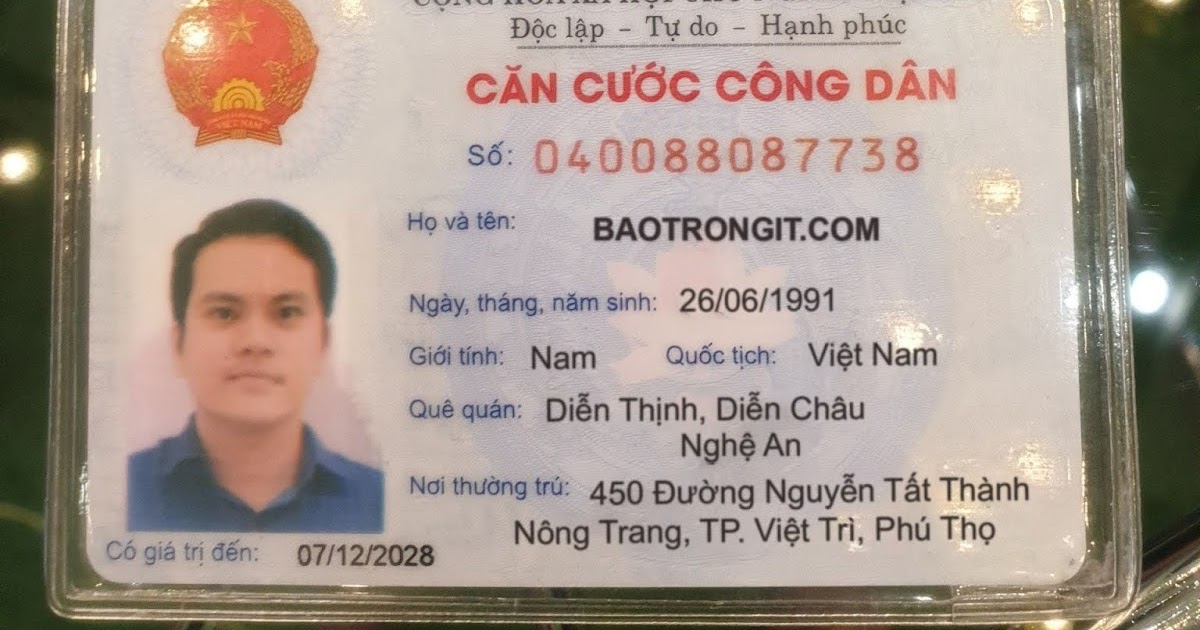 Độc lập – Tự do – Hạnh phúc
CĂN CƯỚC CÔNG DÂN
Số: 040088087738
Họ và tên: BAOTRONGIT.COM
Ngày, tháng, năm sinh: 26/06/1991
Giới tính: Nam Quốc tịch: Việt Nam
Quê quán: Diễn Thịnh, Diễn Châu
Nghệ An
Nơi thường trú: 450 Đường Nguyễn Tất Thành
Nông Trang, TP. Việt Trì, Phú Thọ
Có giá trị đến: 07/12/2028